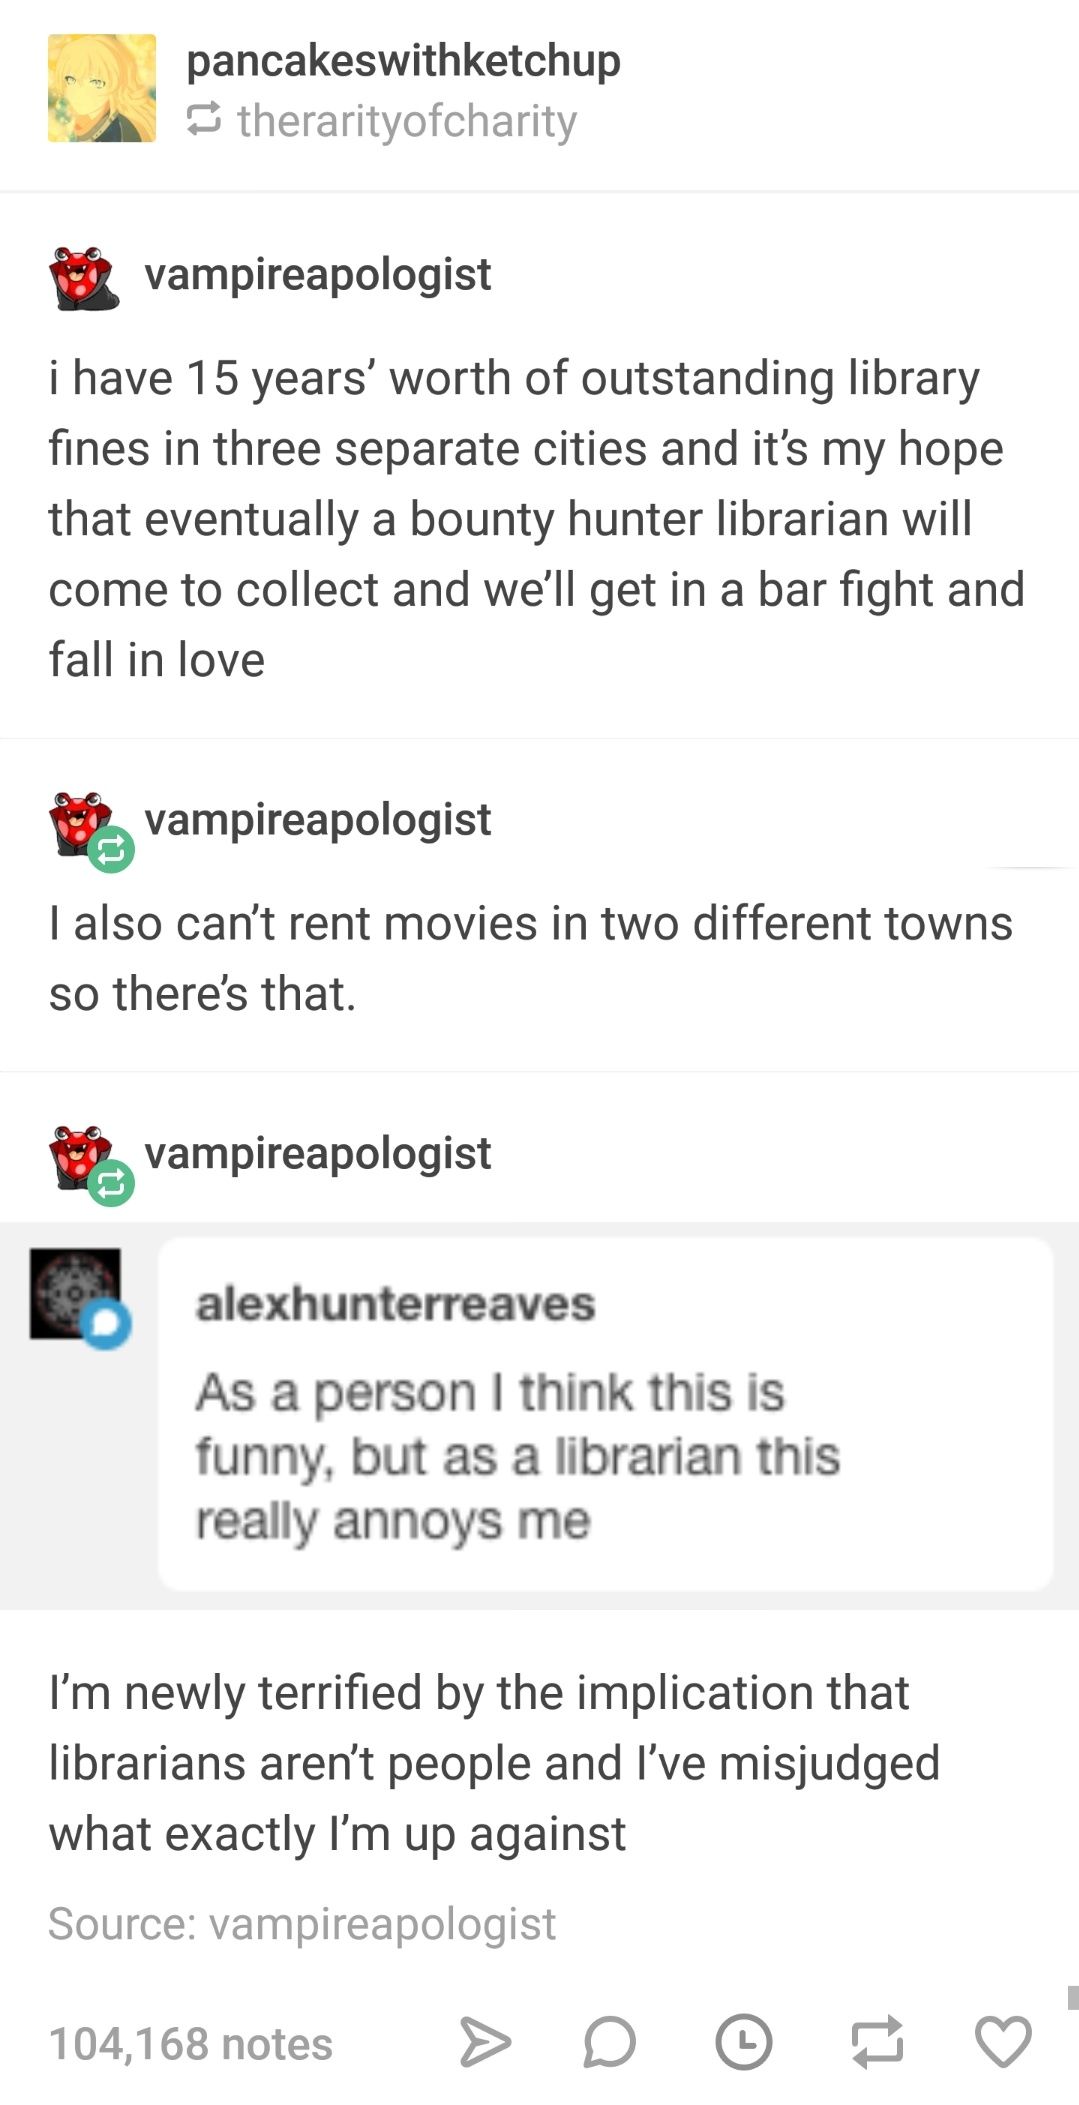 pancakeswithketchup
therarityofcharity
vampireapologist
i have 15 years’ worth of outstanding library
fines in three separate cities and it’s my hope
that eventually a bounty hunter librarian will
come to collect and we’ll get in a bar fight and
fall in love
vampireapologist
I also can’t rent movies in two different towns
so there’s that.
vampireapologist
alexhunterreaves
As a person I think this is
funny, but as a librarian this
really annoys me
I’m newly terrified by the implication that
librarians aren’t people and I’ve misjudged
what exactly I’m up against
Source: vampireapologist
104,168 notes